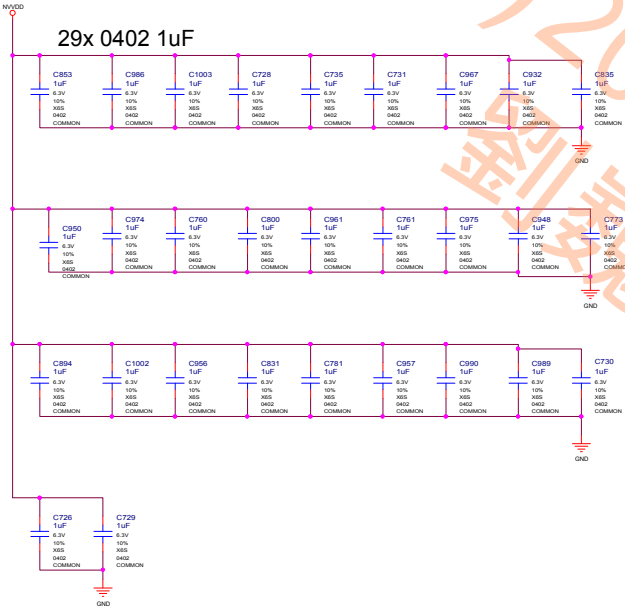 NVVDD
29x 0402 1uF
C853
1uF
6.3V
10%
X6S
0402
COMMON
C986
1uF
6.3V
10%
X6S
0402
COMMON
C1003
1uF
6.3V
10%
X6S
0402
COMMON
C728
1uF
6.3V
10%
X6S
0402
COMMON
C735
1uF
6.3V
10%
X6S
0402
COMMON
C731
1uF
6.3V
10%
X6S
0402
COMMON
C967
1uF
6.3V
10%
X6S
0402
COMMON
C932
1uF
6.3V
10%
X6S
0402
COMMON
C835
1uF
6.3V
10%
X6S
0402
COMMON
GND
C950
1uF
6.3V
10%
X6S
0402
COMMON
C974
1uF
6.3V
10%
X6S
0402
COMMON
C760
1uF
6.3V
10%
X6S
0402
COMMON
C800
1uF
6.3V
10%
X6S
0402
COMMON
C961
1uF
6.3V
10%
X6S
0402
COMMON
C761
1uF
6.3V
10%
X6S
0402
COMMON
C975
1uF
6.3V
10%
X6S
0402
COMMON
C948
1uF
6.3V
10%
X6S
0402
COMMON
C773
1uF
6.3V
10%
X6S
0402
COMMON
GND
C894
1uF
6.3V
10%
X6S
0402
COMMON
C1002
1uF
6.3V
10%
X6S
0402
COMMON
C956
1uF
6.3V
10%
X6S
0402
COMMON
C831
1uF
6.3V
10%
X6S
0402
COMMON
C781
1uF
6.3V
10%
X6S
0402
COMMON
C957
1uF
6.3V
10%
X6S
0402
COMMON
C990
1uF
6.3V
10%
X6S
0402
COMMON
C989
1uF
6.3V
10%
X6S
0402
COMMON
C730
1uF
6.3V
10%
X6S
0402
COMMON
GND
C726
1uF
6.3V
10%
X6S
0402
COMMON
C729
1uF
6.3V
10%
X6S
0402
COMMON
GND
劉